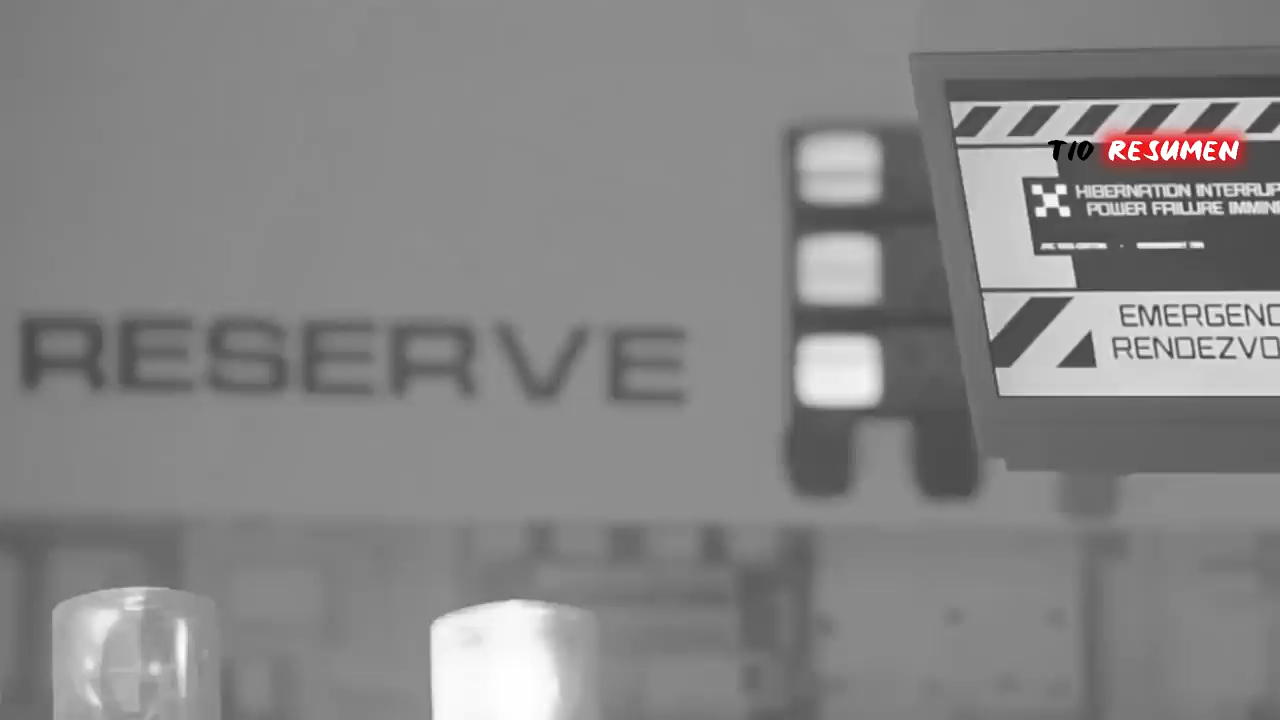 TIO RESUMEN
HIBERNATION INTERRUP
POWER FAILURE IMMIN
EMERGENC
RENDEZVO
RESERVE